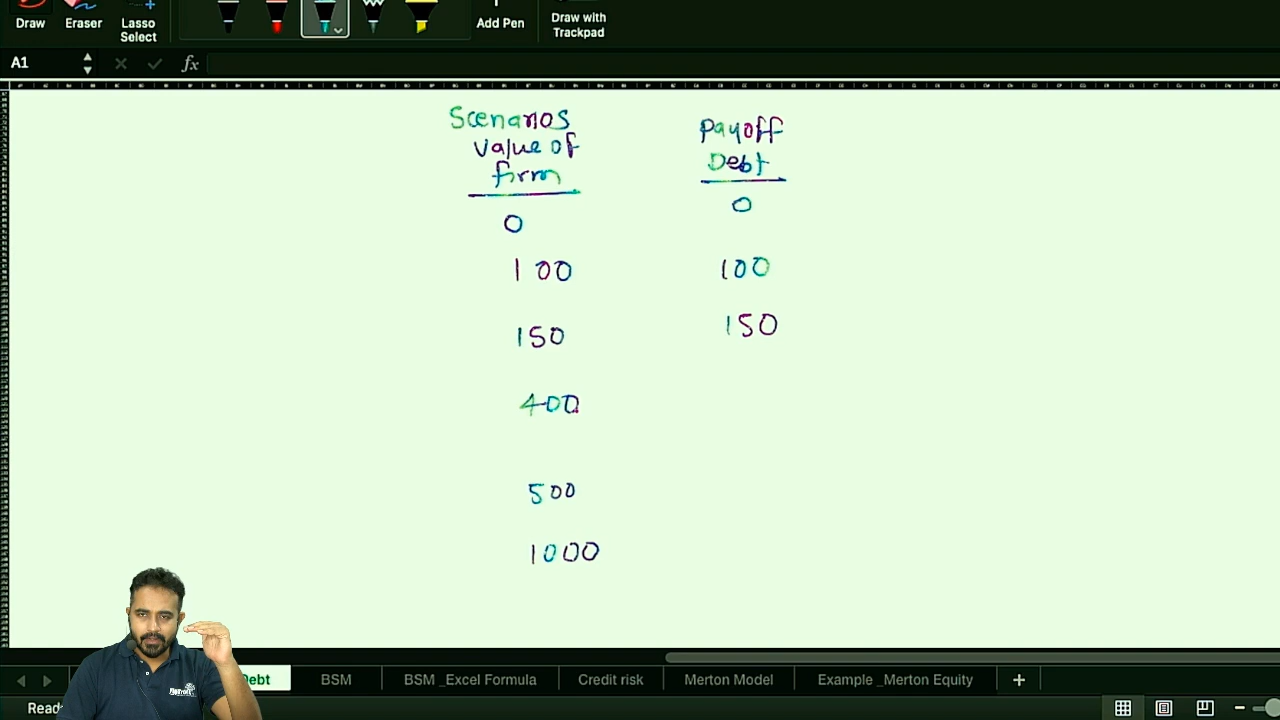 Draw
Eraser
Lasso
Select
Add Pen
Draw with
Trackpad
A1
fx
Scenarios
Value of
firm
Payoff
Debt
0
0
100
100
150
150
400
500
1000
Debt
BSM
BSM _Excel Formula
Credit risk
Merton Model
Example _Merton Equity
+
Read